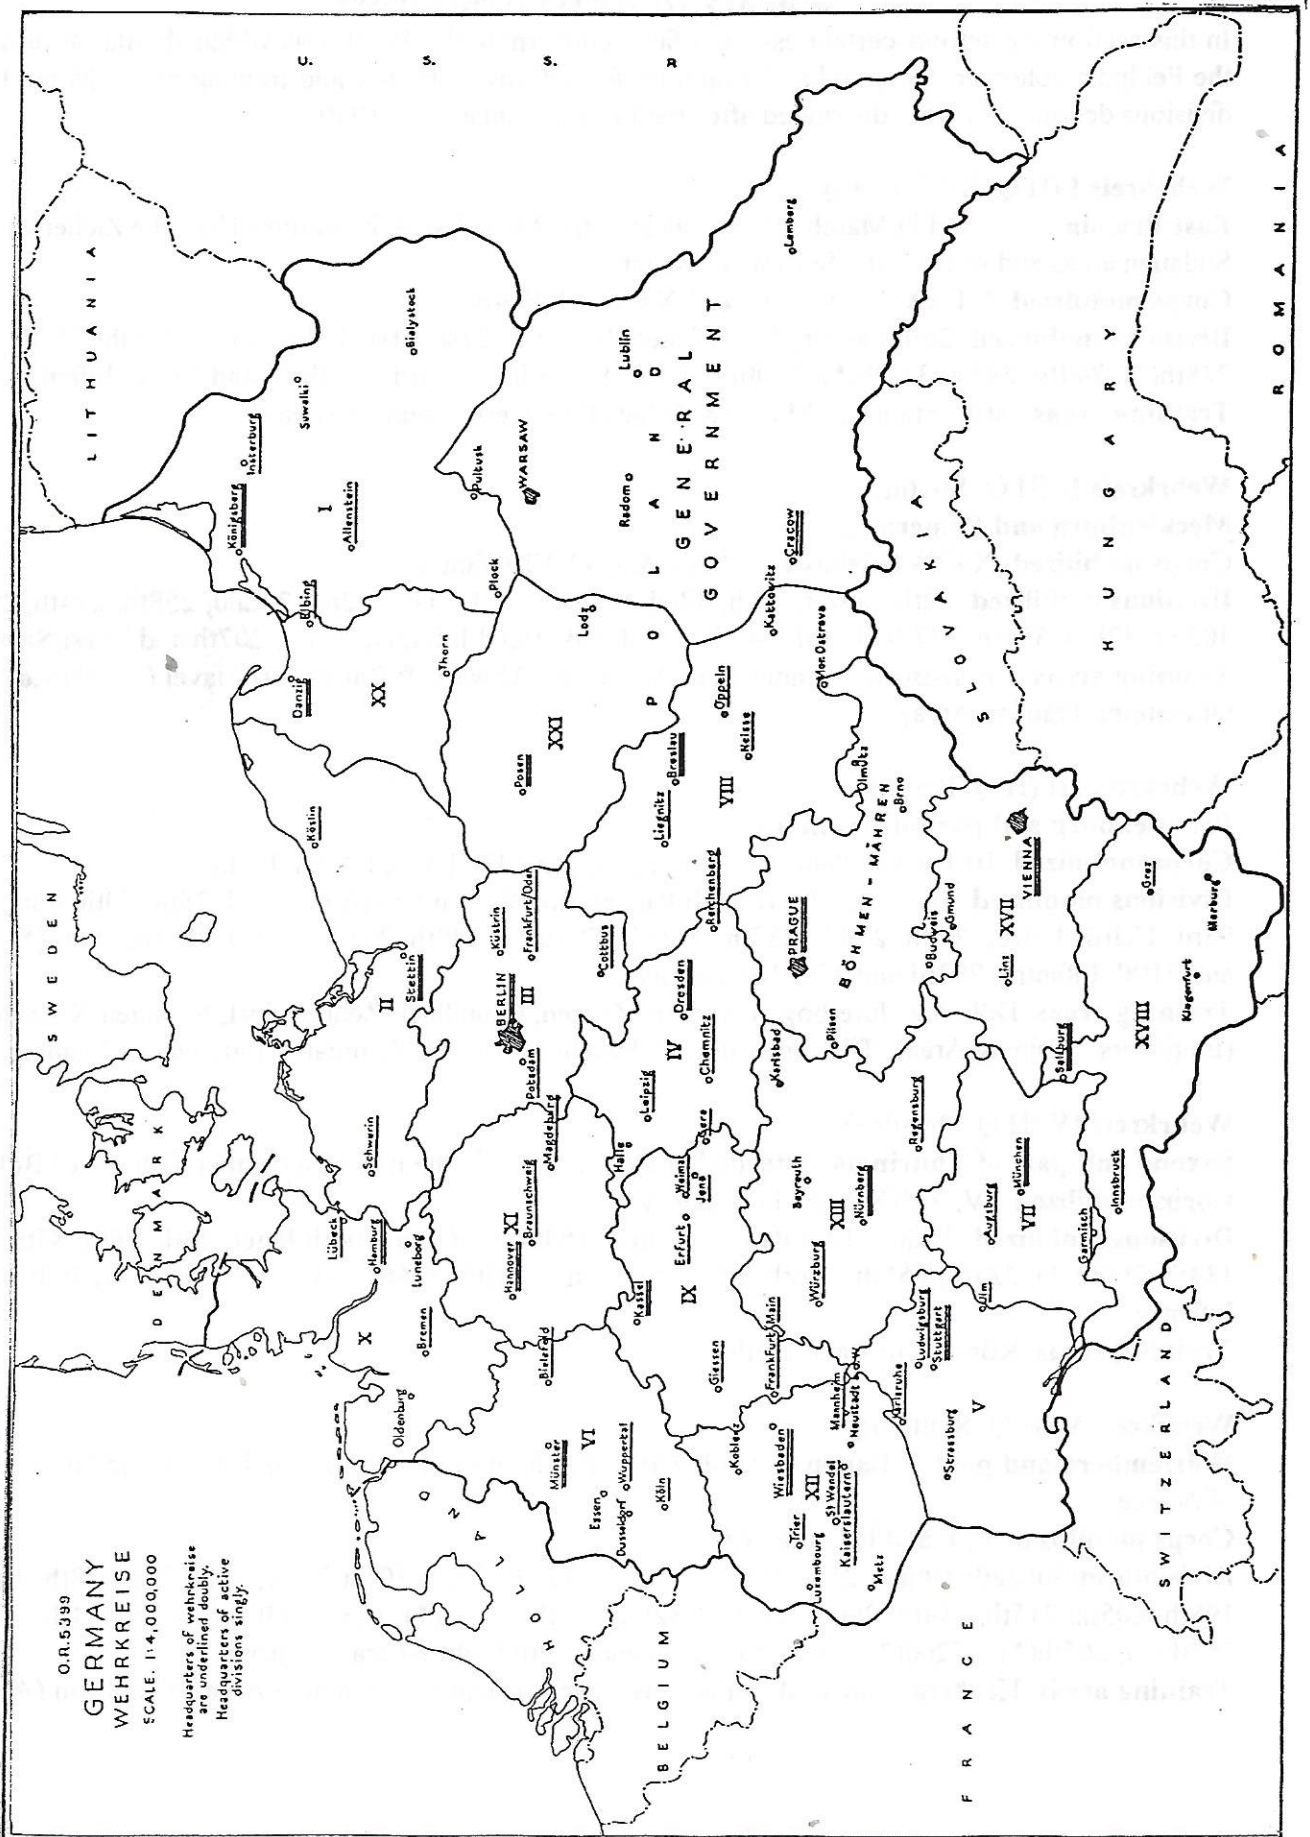 O.R.5399
GERMANY
WEHRKREISE
SCALE. 1:4,000,000
Headquarters of wehrkreise
are underlined doubly.
Headquarters of active
divisions singly.
SWEDEN
DENMARK
LITHUANIA
U. S. S. R
HOLLAND
BELGIUM
FRANCE
SWITZERLAND
SLOVAKIA
HUNGARY
ROMANIA
POLAND
GENERAL
GOVERNMENT
BÖHMEN-MÄHREN
I
Königsberg
Insterburg
Suwalki
Allenstein
Bialystock
Elbing
Pultusk
Plock
WARSAW
XX
Danzig
Thorn
XXI
Posen
Lodz
Radom
Lublin
Lemberg
Cracow
Kattowitz
II
Köslin
Stettin
Schwerin
III
BERLIN
Potsdam
Küstrin
Frankfurt/Oder
Cottbus
VIII
Liegnitz
Breslau
Oppeln
Neisse
Reichenberg
Mor. Ostrava
Olmütz
Brno
PRAGUE
Pilsen
Budweis
Gmund
Karlsbad
IV
Dresden
Chemnitz
Leipzig
Halle
Gera
X
Lübeck
Hamburg
Luneborg
Bremen
Oldenburg
XI
Hannover
Braunschweig
Magdeburg
VI
Münster
Bielefeld
Essen
Wuppertal
Dusseldorf
Köln
IX
Kassel
Erfurt
Weimar
Jena
Giessen
Frankfurt/Main
XII
Koblenz
Wiesbaden
Trier
Luxembourg
St Wendel
Kaiserslautern
Metz
Mannheim
XIII
Bayreuth
Nürnberg
Würzburg
Regensburg
V
Karlsruhe
Ludwigsburg
Stuttgart
Strassburg
Ulm
VII
Augsburg
München
Garmisch
Innsbruck
XVII
Linz
VIENNA
XVIII
Salzburg
Graz
Marburg
Klagenfurt